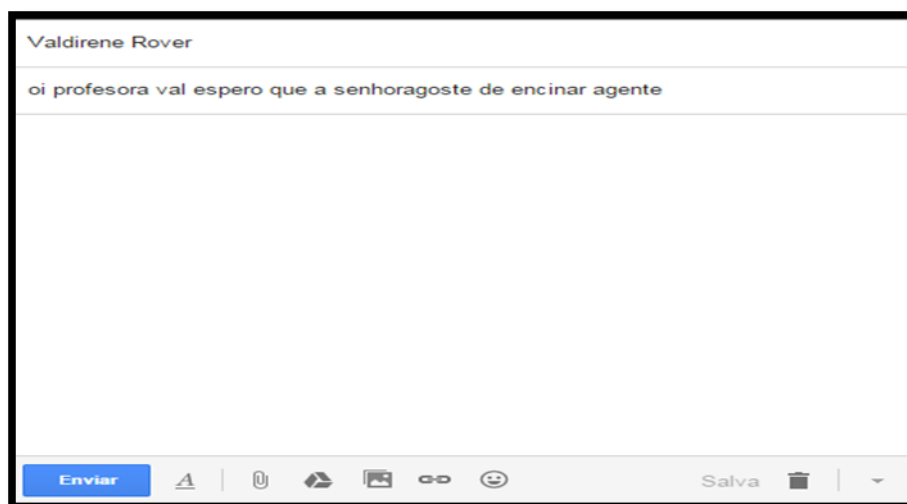 Valdirene Rover
oi profesora val espero que a senhoragoste de encinar agente
Enviar A Salva